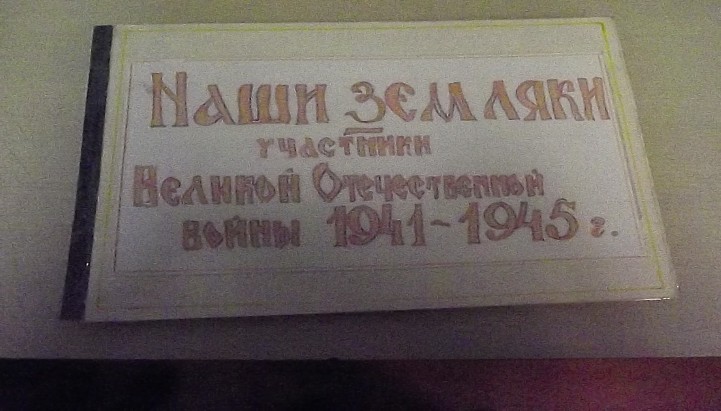 Наши земляки
участники
Великой Отечественной
войны 1941-1945 г.